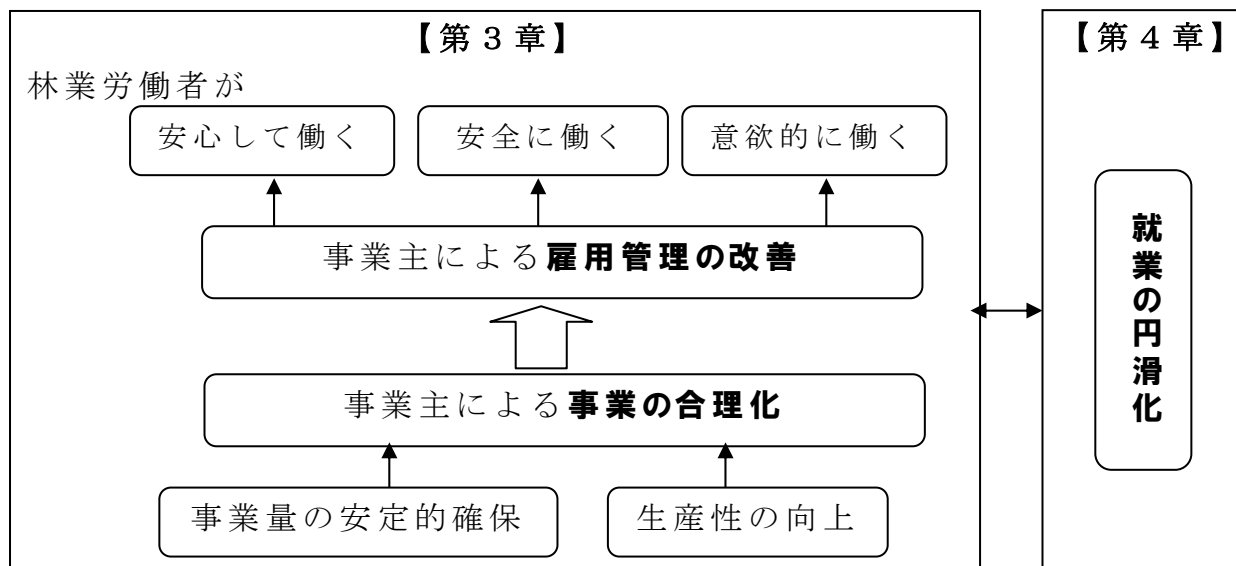 【第3章】
林業労働者が
安心して働く
安全に働く
意欲的に働く
事業主による雇用管理の改善
事業主による事業の合理化
事業量の安定的確保
生産性の向上
【第4章】
就業の円滑化